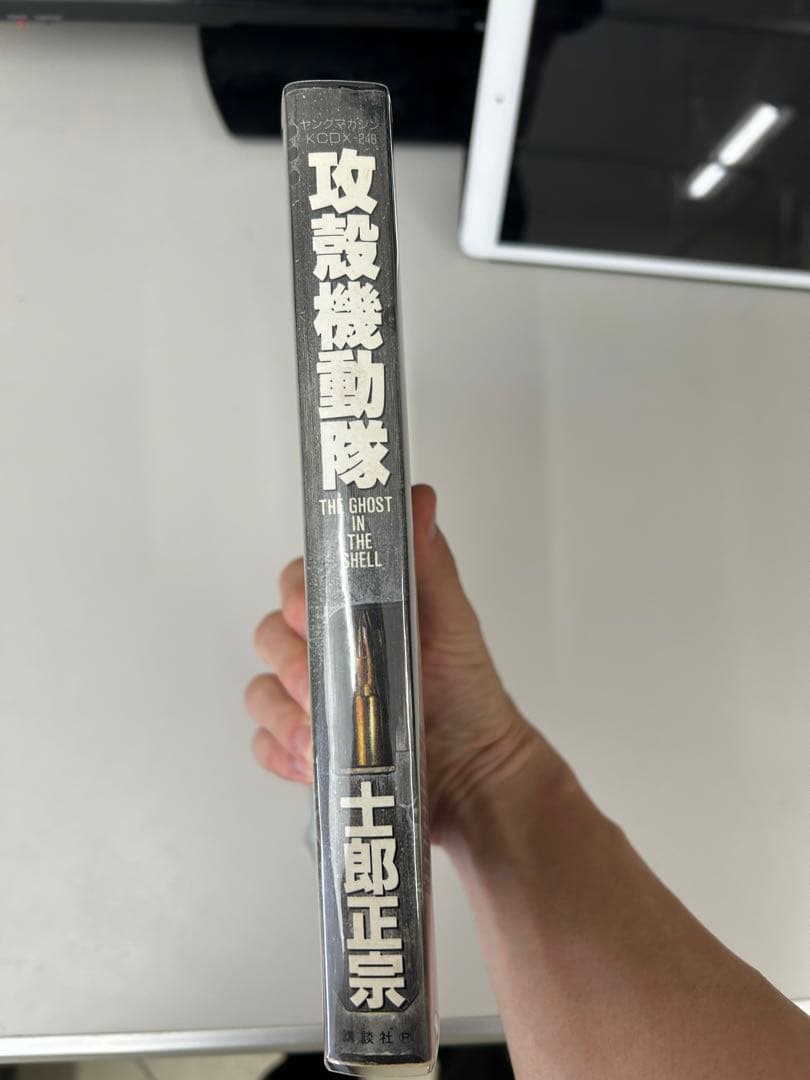 ヤングマガジン
KCDX-248
攻殻機動隊
THE GHOST
IN
THE
SHELL
士郎正宗
講談社 Ⓟ